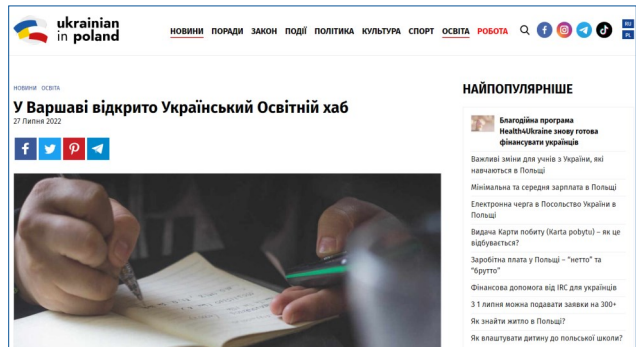 ukrainian
in poland
НОВИНИ ПОРАДИ ЗАКОН ПОДІЇ ПОЛІТИКА КУЛЬТУРА СПОРТ ОСВІТА РОБОТА
RU
PL
НОВИНИ ОСВІТА
У Варшаві відкрито Український Освітній хаб
27 Липня 2022
НАЙПОПУЛЯРНІШЕ
Благодійна програма
Health4Ukraine знову готова
фінансувати українців
Важливі зміни для учнів з України, які
навчаються в Польщі
Мінімальна та середня зарплата в Польщі
Електронна черга в Посольство України в
Польщі
Видача Карти побиту (Karta pobytu) – як це
відбувається?
Заробітна плата у Польщі – "нетто" та
"брутто"
Фінансова допомога від IRC для українців
З 1 липня можна подавати заявки на 300+
Як знайти житло в Польщі?
Як влаштувати дитину до польської школи?